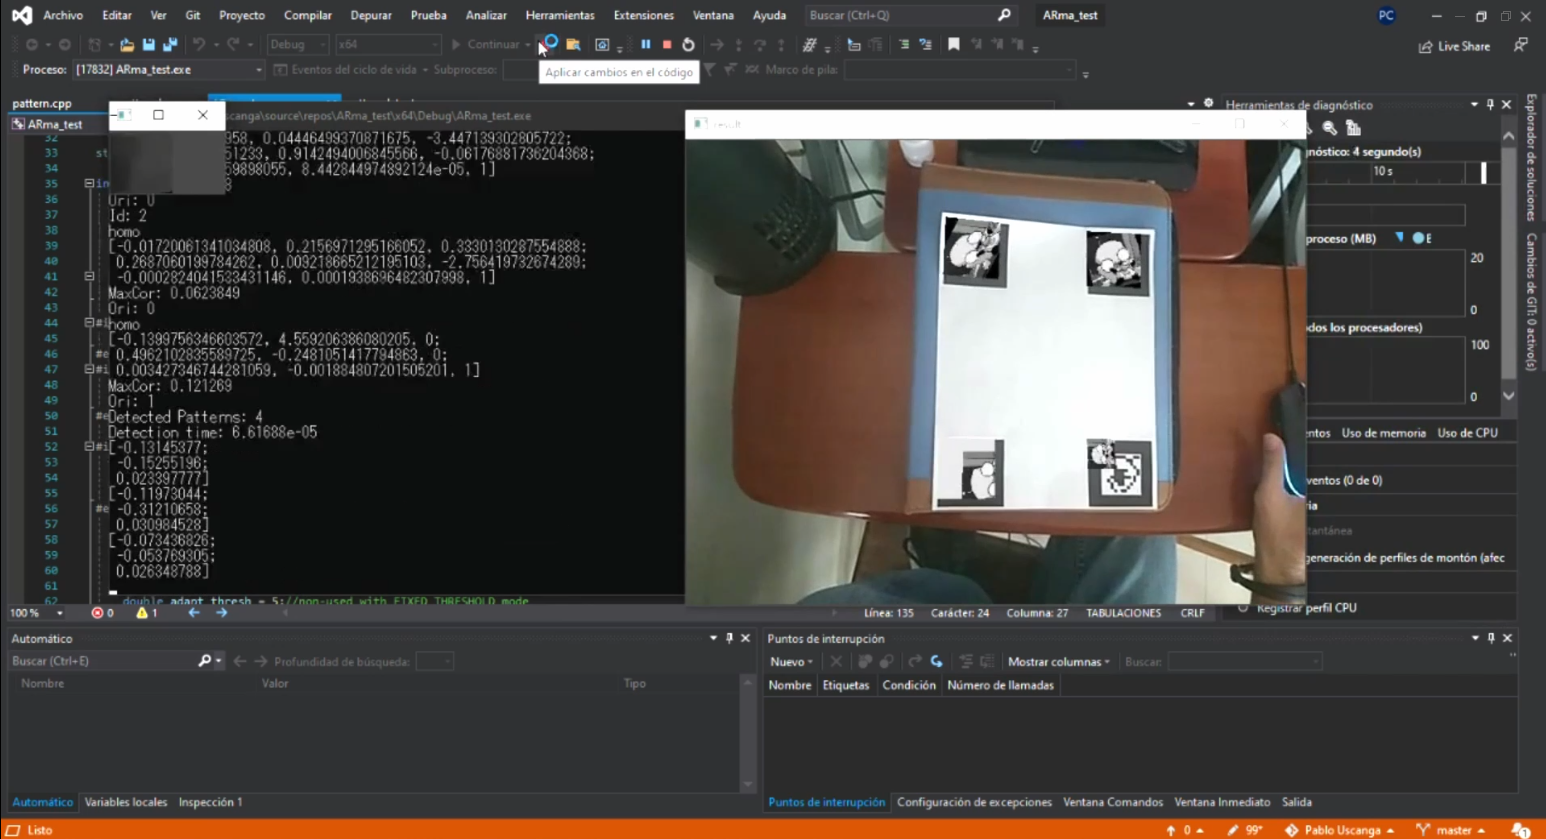 Archivo Editar Ver Git Proyecto Compilar Depurar Prueba Analizar Herramientas Extensiones Ventana Ayuda Buscar (Ctrl+Q) ARma_test PC
Debug x64 Continuar Live Share
Proceso: [17832] ARma_test.exe Eventos del ciclo de vida Subproceso: Marco de pila:
Aplicar cambios en el código
pattern.cpp
ARma_test
scanga\source\repos\ARma_test\x64\Debug\ARma_test.exe
32
33 st
34
35 in
36
37
38
39
40
41
42
43
44 #i
45
46 #e
47 #i
48
49
50 #e
51
52 #i
53
54
55
56 #e
57
58
59
60
61
62 double adapt_thresh = 5;//non-used with FIXED_THRESHOLD mode
958, 0.04446499370871675, -3.447139302805722;
51233, 0.9142494006845566, -0.06176881736204368;
59898055, 8.442844974892124e-05, 1]
8
Ori: 0
Id: 2
homo
[-0.01720061341034808, 0.2156971295166052, 0.3330130287554888;
0.2687060199784262, 0.009218665212195103, -2.756419732674289;
-0.0002824041533431146, 0.0001938696482307998, 1]
MaxCor: 0.0623849
Ori: 0
homo
[-0.1399756346603572, 4.559206386080205, 0;
0.4962102835589725, -0.2481051417794863, 0;
0.003427346744281059, -0.001884807201505201, 1]
MaxCor: 0.121269
Ori: 1
Detected Patterns: 4
Detection time: 6.61688e-05
[-0.13145377;
-0.15255196;
0.023397777]
[-0.11973044;
-0.31210658;
0.030984528]
[-0.073436826;
-0.053769305;
0.026348788]
result
Herramientas de diagnóstico
nóstico: 4 segundo(s)
10 s
proceso (MB) E
20
0
dos los procesadores)
100
0
ntos Uso de memoria Uso de CPU
ventos (0 de 0)
ria
tantánea
generación de perfiles de montón (afec
Registrar perfil CPU
Explorador de soluciones
Cambios de GIT: 0 activo(s)
100 % 0 1 Línea: 135 Carácter: 24 Columna: 27 TABULACIONES CRLF
Automático
Buscar (Ctrl+E) Profundidad de búsqueda:
Nombre Valor Tipo
Automático Variables locales Inspección 1
Puntos de interrupción
Nuevo Mostrar columnas Buscar:
Nombre Etiquetas Condición Número de llamadas
Puntos de interrupción Configuración de excepciones Ventana Comandos Ventana Inmediato Salida
Listo 0 99+ Pablo Uscanga master 1